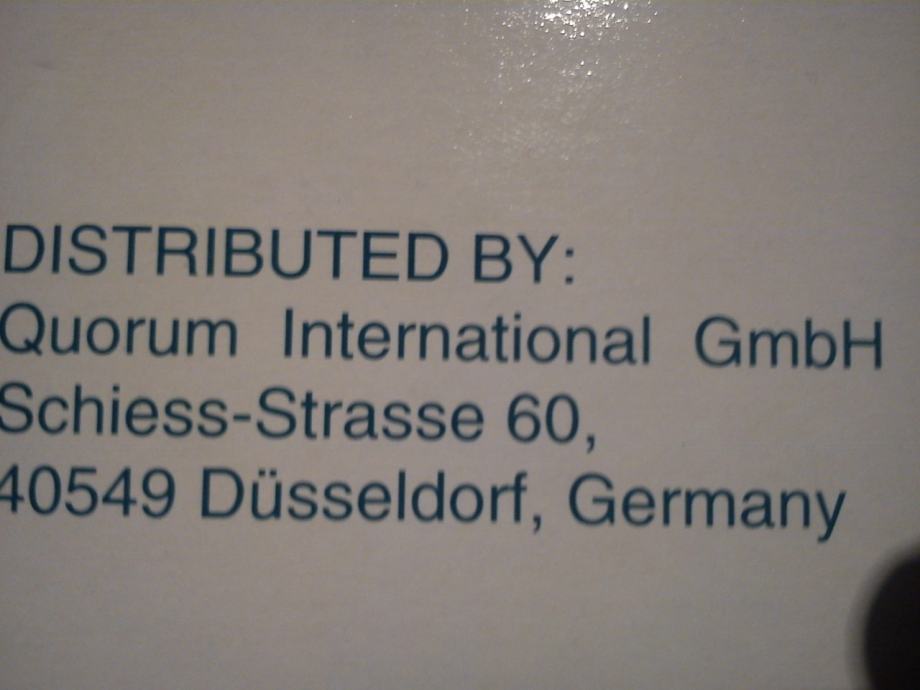 DISTRIBUTED BY:
Quorum International GmbH
Schiess-Strasse 60,
40549 Düsseldorf, Germany